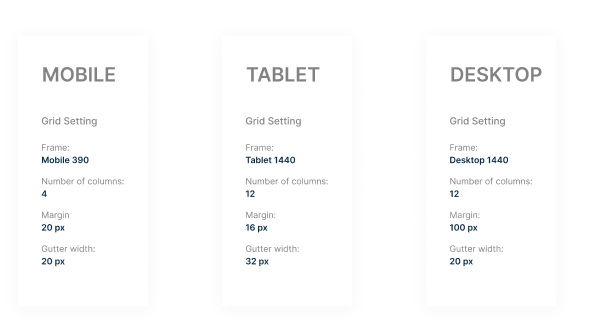 MOBILE
Grid Setting
Frame:
Mobile 390
Number of columns:
4
Margin
20 px
Gutter width:
20 px
TABLET
Grid Setting
Frame:
Tablet 1440
Number of columns:
12
Margin:
16 px
Gutter width:
32 px
DESKTOP
Grid Setting
Frame:
Desktop 1440
Number of columns:
12
Margin:
100 px
Gutter width:
20 px